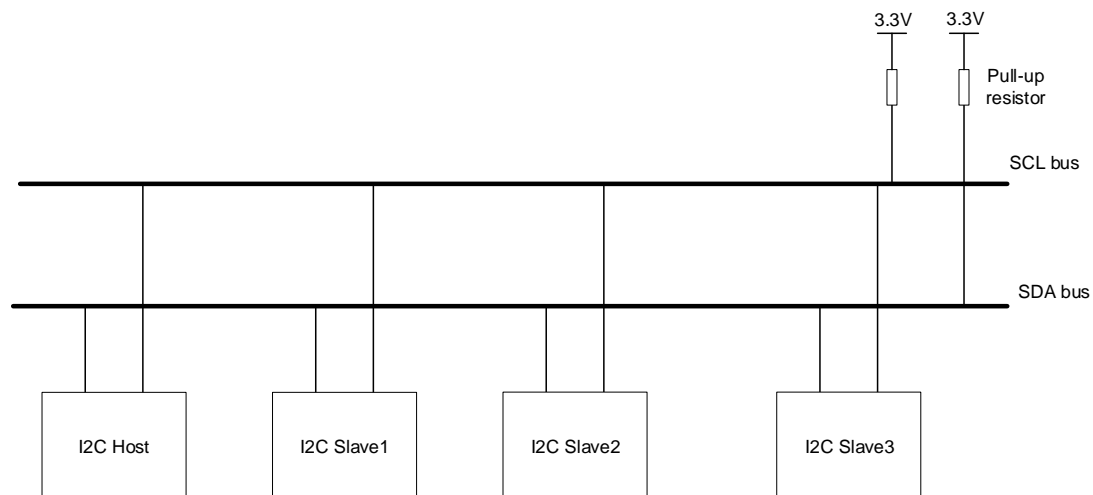 3.3V
3.3V
Pull-up
resistor
SCL bus
SDA bus
I2C Host
I2C Slave1
I2C Slave2
I2C Slave3